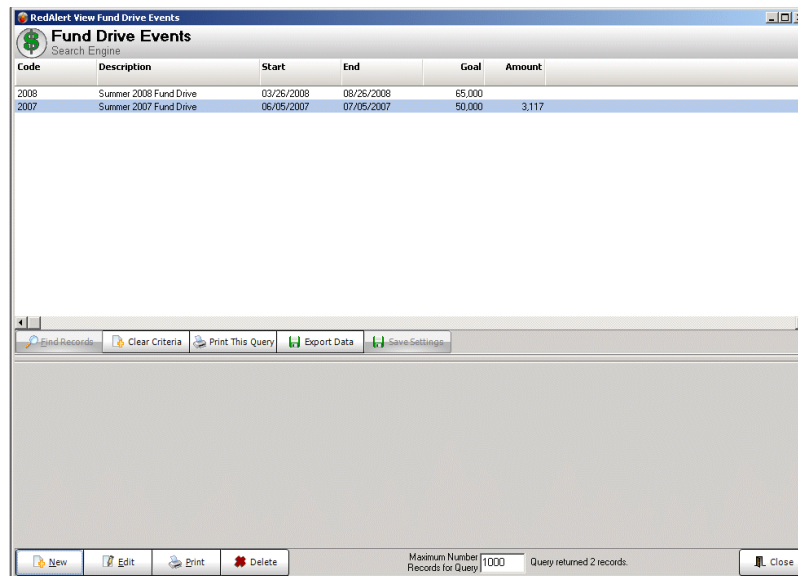 RedAlert View Fund Drive Events
Fund Drive Events
Search Engine
Code Description Start End Goal Amount
2008 Summer 2008 Fund Drive 03/26/2008 08/26/2008 65,000
2007 Summer 2007 Fund Drive 06/05/2007 07/05/2007 50,000 3,117
Find Records Clear Criteria Print This Query Export Data Save Settings
New Edit Print Delete Maximum Number Records for Query 1000 Query returned 2 records. Close